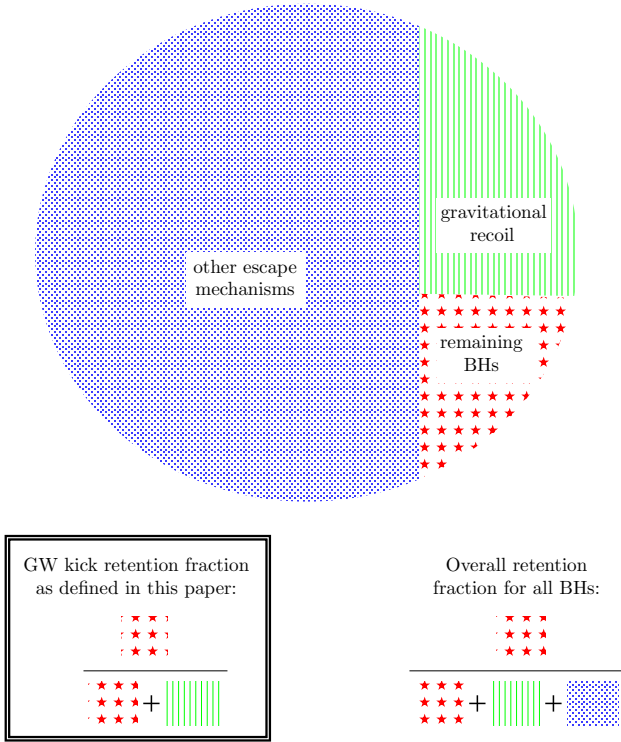 gravitational
recoil
other escape
mechanisms
remaining
BHs
GW kick retention fraction
as defined in this paper:
+
Overall retention
fraction for all BHs:
+ +